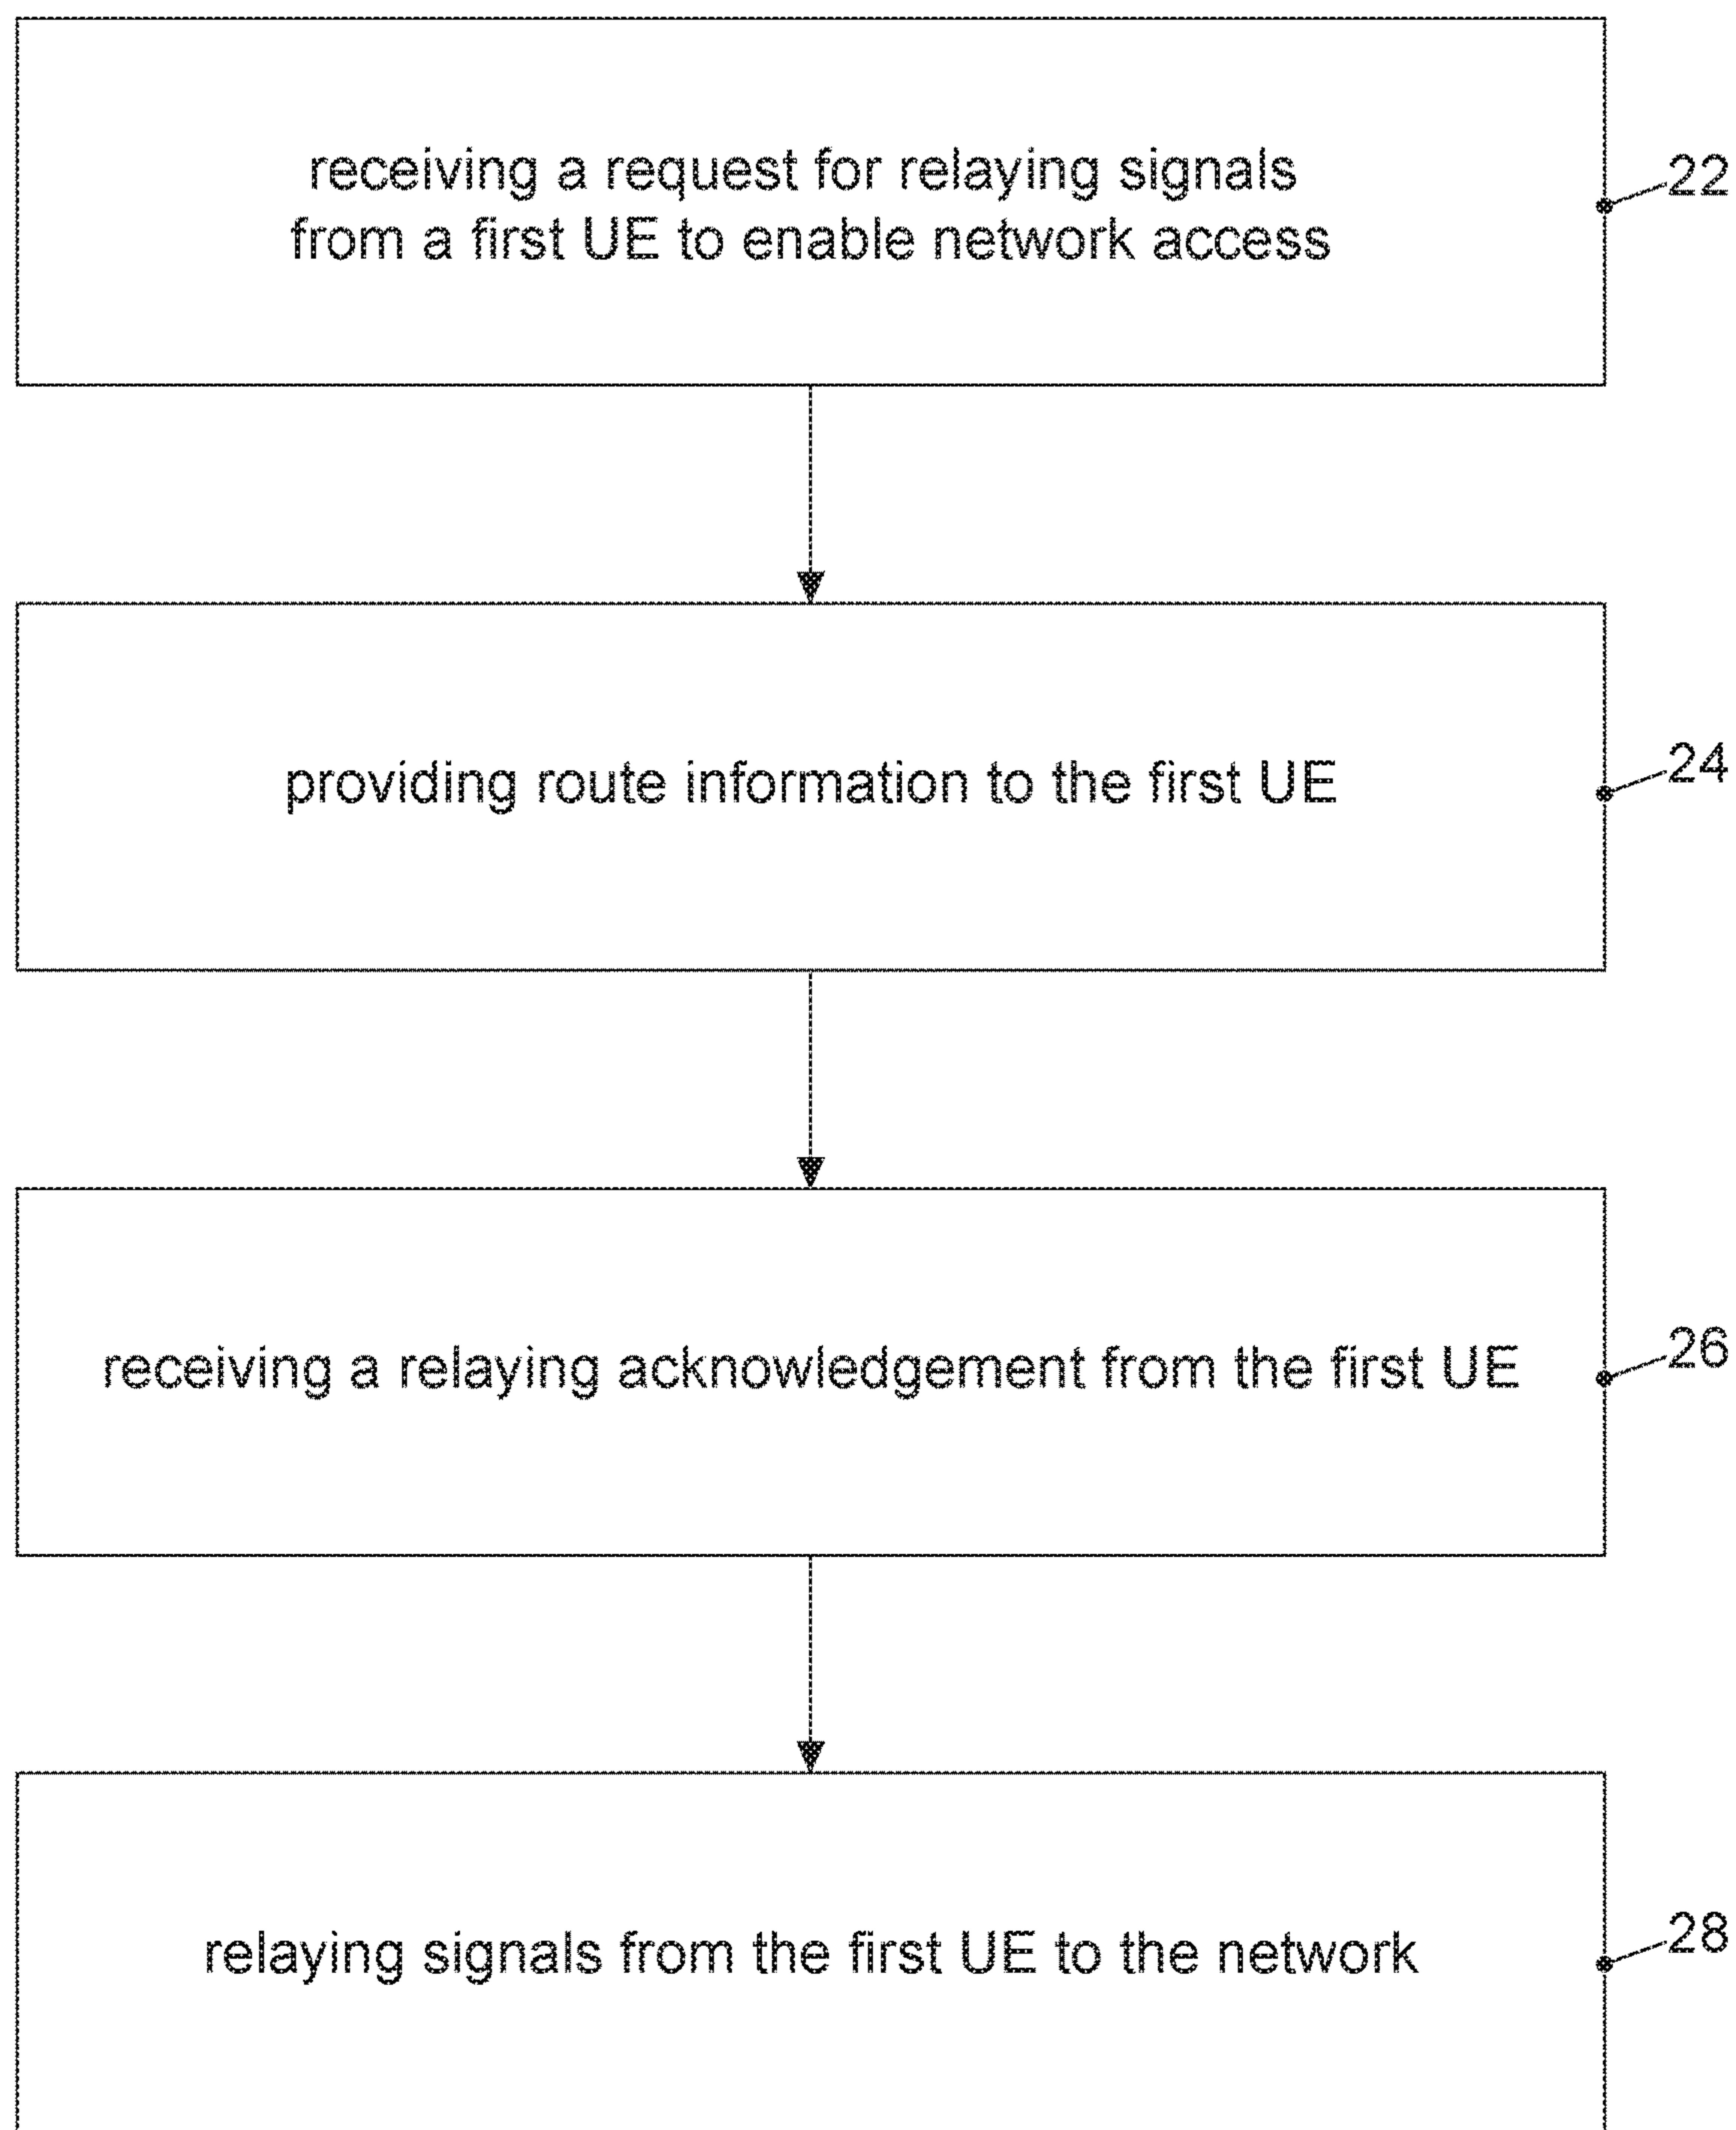 receiving a request for relaying signals
from a first UE to enable network access
22
providing route information to the first UE
24
receiving a relaying acknowledgement from the first UE
26
relaying signals from the first UE to the network
28